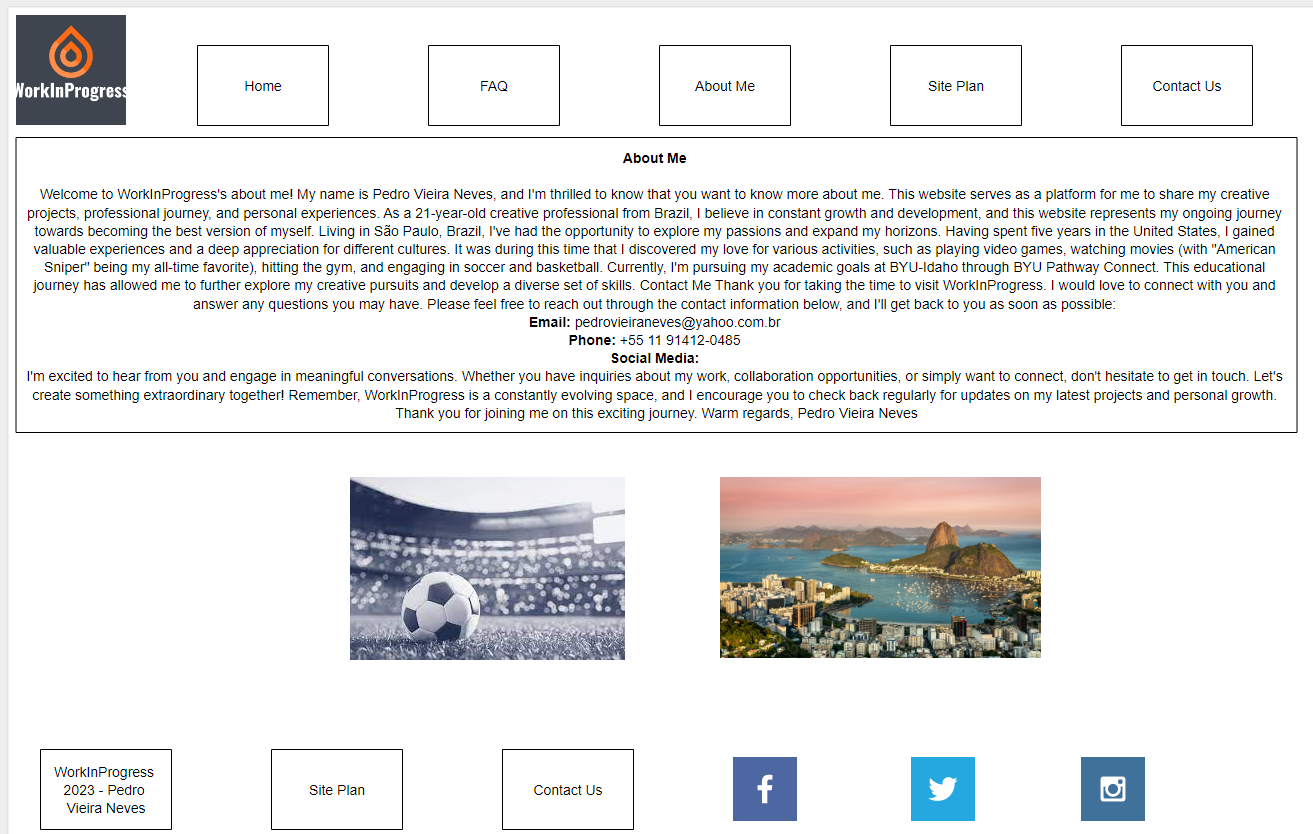 WorkInProgress
Home
FAQ
About Me
Site Plan
Contact Us
About Me
Welcome to WorkInProgress's about me! My name is Pedro Vieira Neves, and I'm thrilled to know that you want to know more about me. This website serves as a platform for me to share my creative
projects, professional journey, and personal experiences. As a 21-year-old creative professional from Brazil, I believe in constant growth and development, and this website represents my ongoing journey
towards becoming the best version of myself. Living in São Paulo, Brazil, I've had the opportunity to explore my passions and expand my horizons. Having spent five years in the United States, I gained
valuable experiences and a deep appreciation for different cultures. It was during this time that I discovered my love for various activities, such as playing video games, watching movies (with "American
Sniper" being my all-time favorite), hitting the gym, and engaging in soccer and basketball. Currently, I'm pursuing my academic goals at BYU-Idaho through BYU Pathway Connect. This educational
journey has allowed me to further explore my creative pursuits and develop a diverse set of skills. Contact Me Thank you for taking the time to visit WorkInProgress. I would love to connect with you and
answer any questions you may have. Please feel free to reach out through the contact information below, and I'll get back to you as soon as possible:
Email: pedrovieiraneves@yahoo.com.br
Phone: +55 11 91412-0485
Social Media:
I'm excited to hear from you and engage in meaningful conversations. Whether you have inquiries about my work, collaboration opportunities, or simply want to connect, don't hesitate to get in touch. Let's
create something extraordinary together! Remember, WorkInProgress is a constantly evolving space, and I encourage you to check back regularly for updates on my latest projects and personal growth.
Thank you for joining me on this exciting journey. Warm regards, Pedro Vieira Neves
WorkInProgress
2023 - Pedro
Vieira Neves
Site Plan
Contact Us